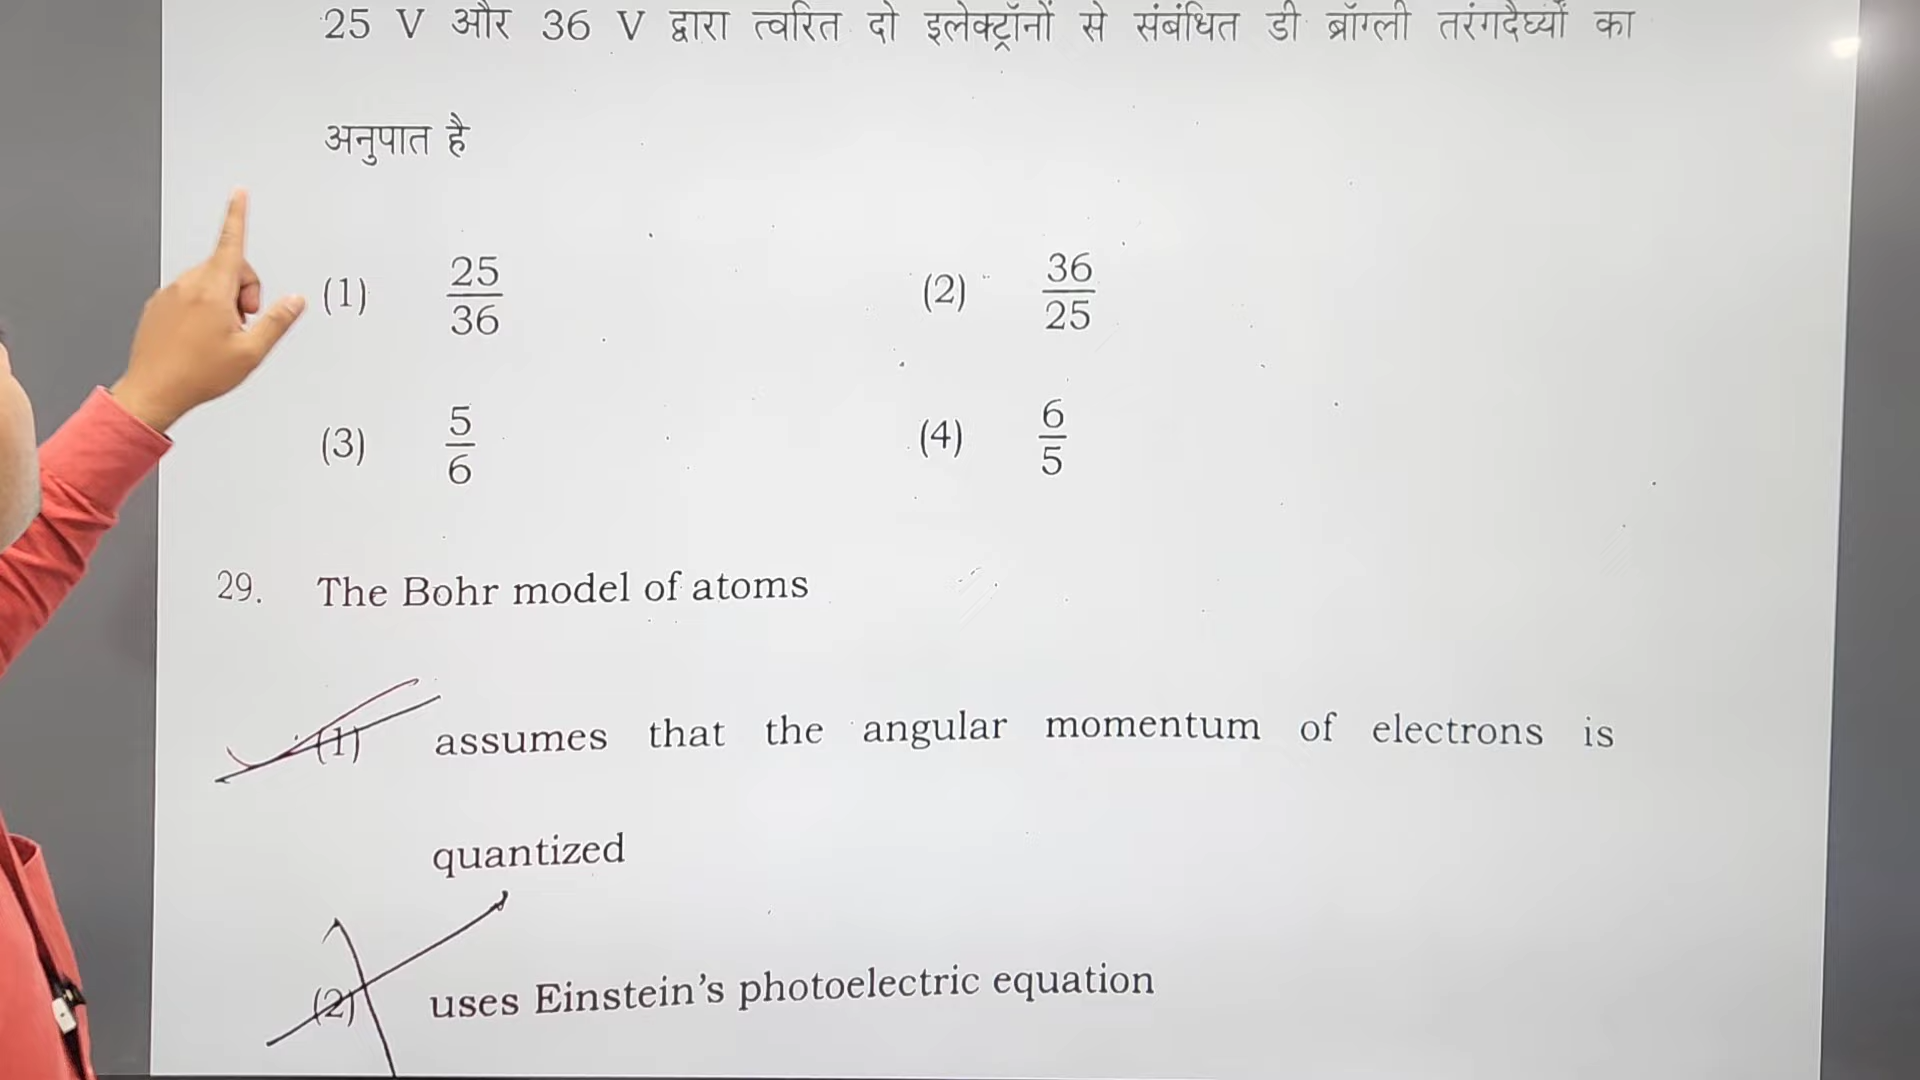 25 V और 36 V द्वारा त्वरित दो इलेक्ट्रॉनों से संबंधित डी ब्रॉग्ली तरंगदैर्घ्यों का
अनुपात है
(1) 25/36 (2) 36/25
(3) 5/6 (4) 6/5
29. The Bohr model of atoms
(1) assumes that the angular momentum of electrons is
quantized
(2) uses Einstein's photoelectric equation